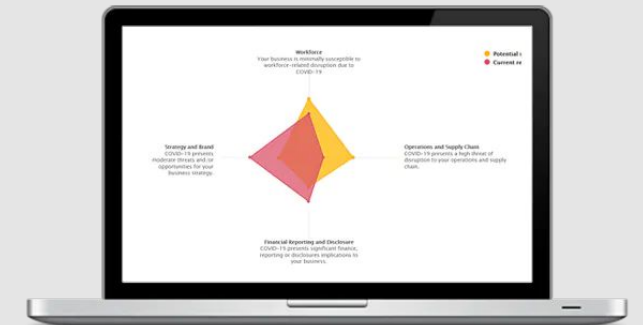 Workforce
Your business is minimally susceptible to
workforce-related disruption due to
COVID-19
Potential
Current re
Strategy and Brand
COVID-19 presents
moderate threats and/or
opportunities for your
business strategy.
Operations and Supply Chain
COVID-19 presents a high threat of
disruption to your operations and supply
chain.
Financial Reporting and Disclosure
COVID-19 presents significant finance,
reporting or disclosures implications to
your business.